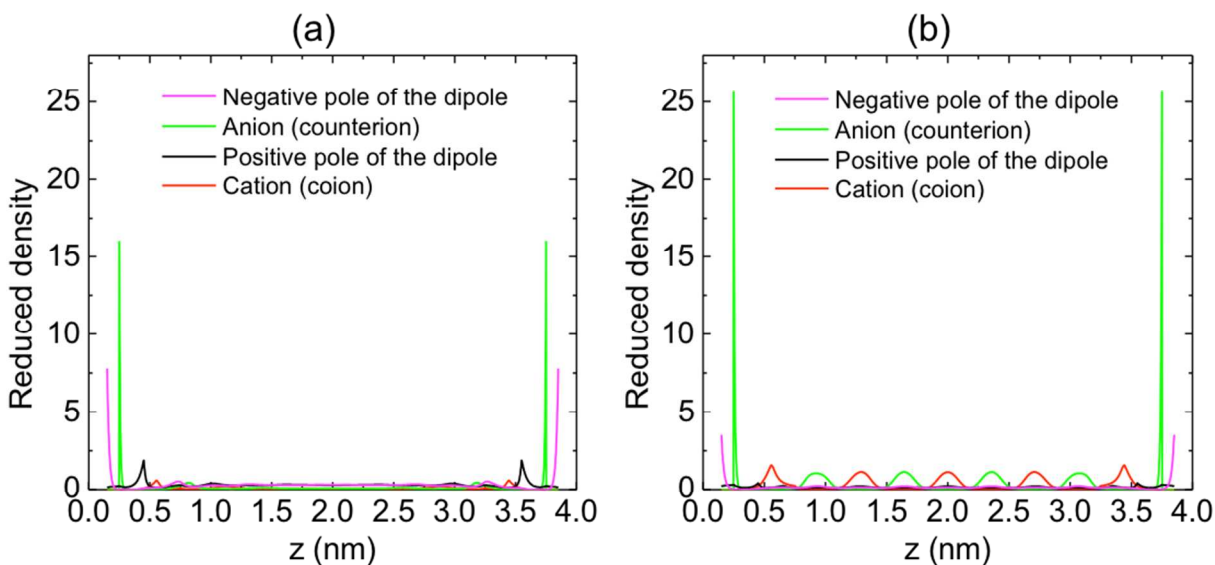 (a)
Reduced density
25
20
15
10
5
0
Negative pole of the dipole
Anion (counterion)
Positive pole of the dipole
Cation (coion)
0.0 0.5 1.0 1.5 2.0 2.5 3.0 3.5 4.0
z (nm)
(b)
Reduced density
25
20
15
10
5
0
Negative pole of the dipole
Anion (counterion)
Positive pole of the dipole
Cation (coion)
0.0 0.5 1.0 1.5 2.0 2.5 3.0 3.5 4.0
z (nm)